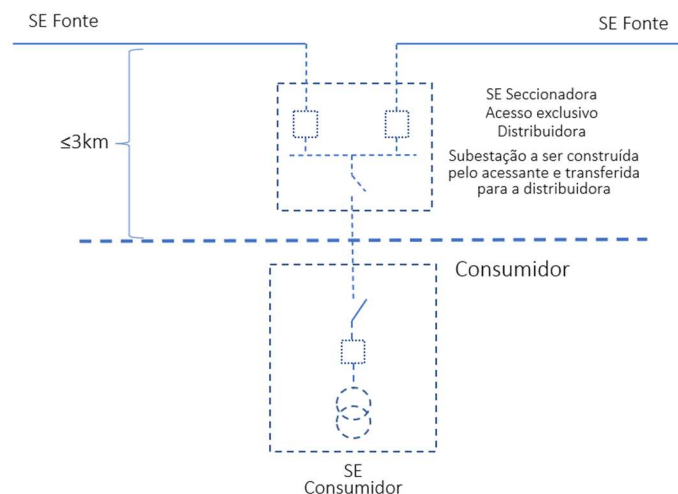 SE Fonte
SE Fonte
SE Seccionadora
Acesso exclusivo
Distribuidora
≤3km
Subestação a ser construída
pelo acessante e transferida
para a distribuidora
Consumidor
SE
Consumidor